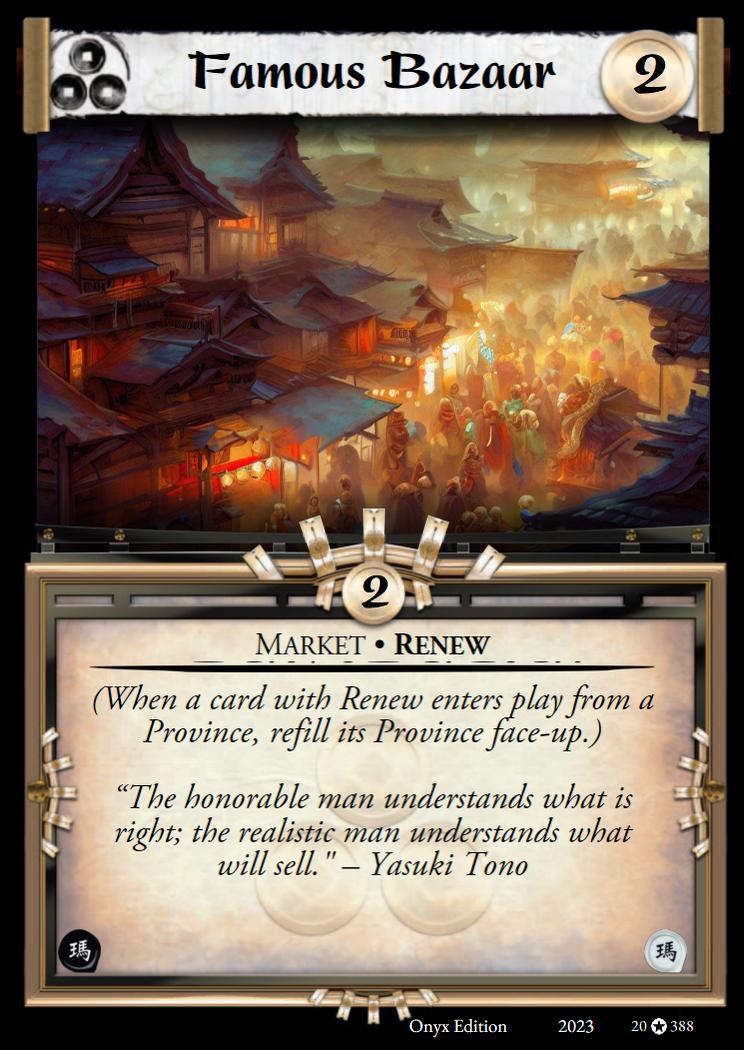 Famous Bazaar
2
2
MARKET • RENEW
(When a card with Renew enters play from a
Province, refill its Province face-up.)
“The honorable man understands what is
right; the realistic man understands what
will sell." – Yasuki Tono
瑪
瑪
Onyx Edition 2023 20 ✪ 388